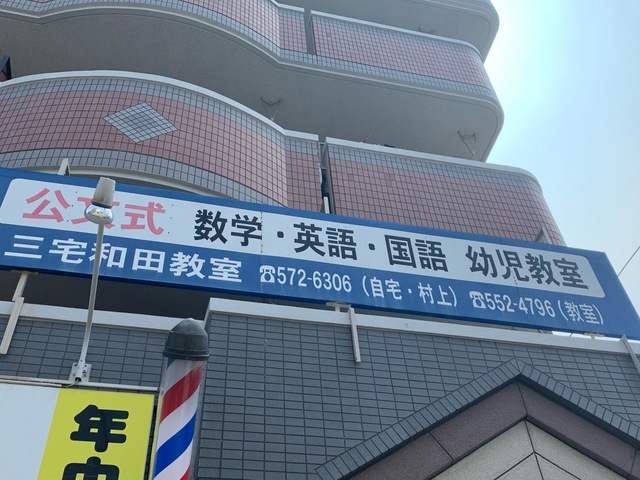 公文式 数学・英語・国語 幼児教室
三宅和田教室 ☎572-6306（自宅・村上）☎552-4796（教室）
年中